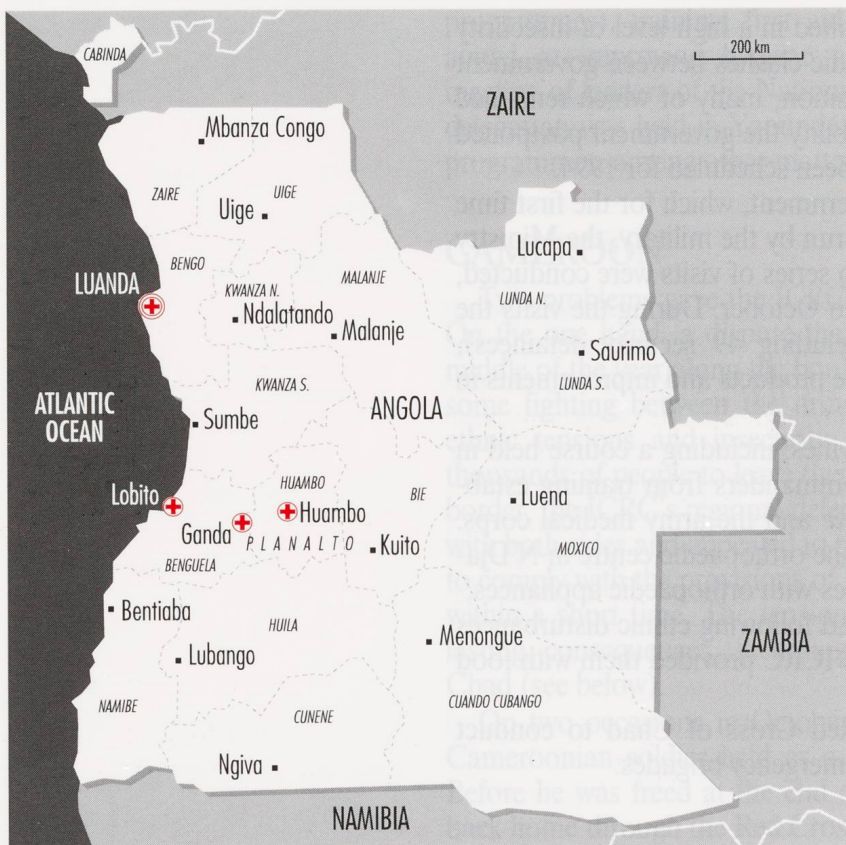 CABINDA
200 km
ZAIRE
Mbanza Congo
ZAIRE
UIGE
Uige
Lucapa
BENGO
MALANJE
LUANDA
KWANZA N.
LUNDA N.
Ndalatando
Malanje
Saurimo
KWANZA S.
LUNDA S.
ATLANTIC
OCEAN
ANGOLA
Sumbe
HUAMBO
BIE
Lobito
Luena
Huambo
Ganda
PLANALTO
Kuito
MOXICO
BENGUELA
Bentiaba
HUILA
Menongue
ZAMBIA
Lubango
CUANDO CUBANGO
NAMIBE
CUNENE
Ngiva
NAMIBIA